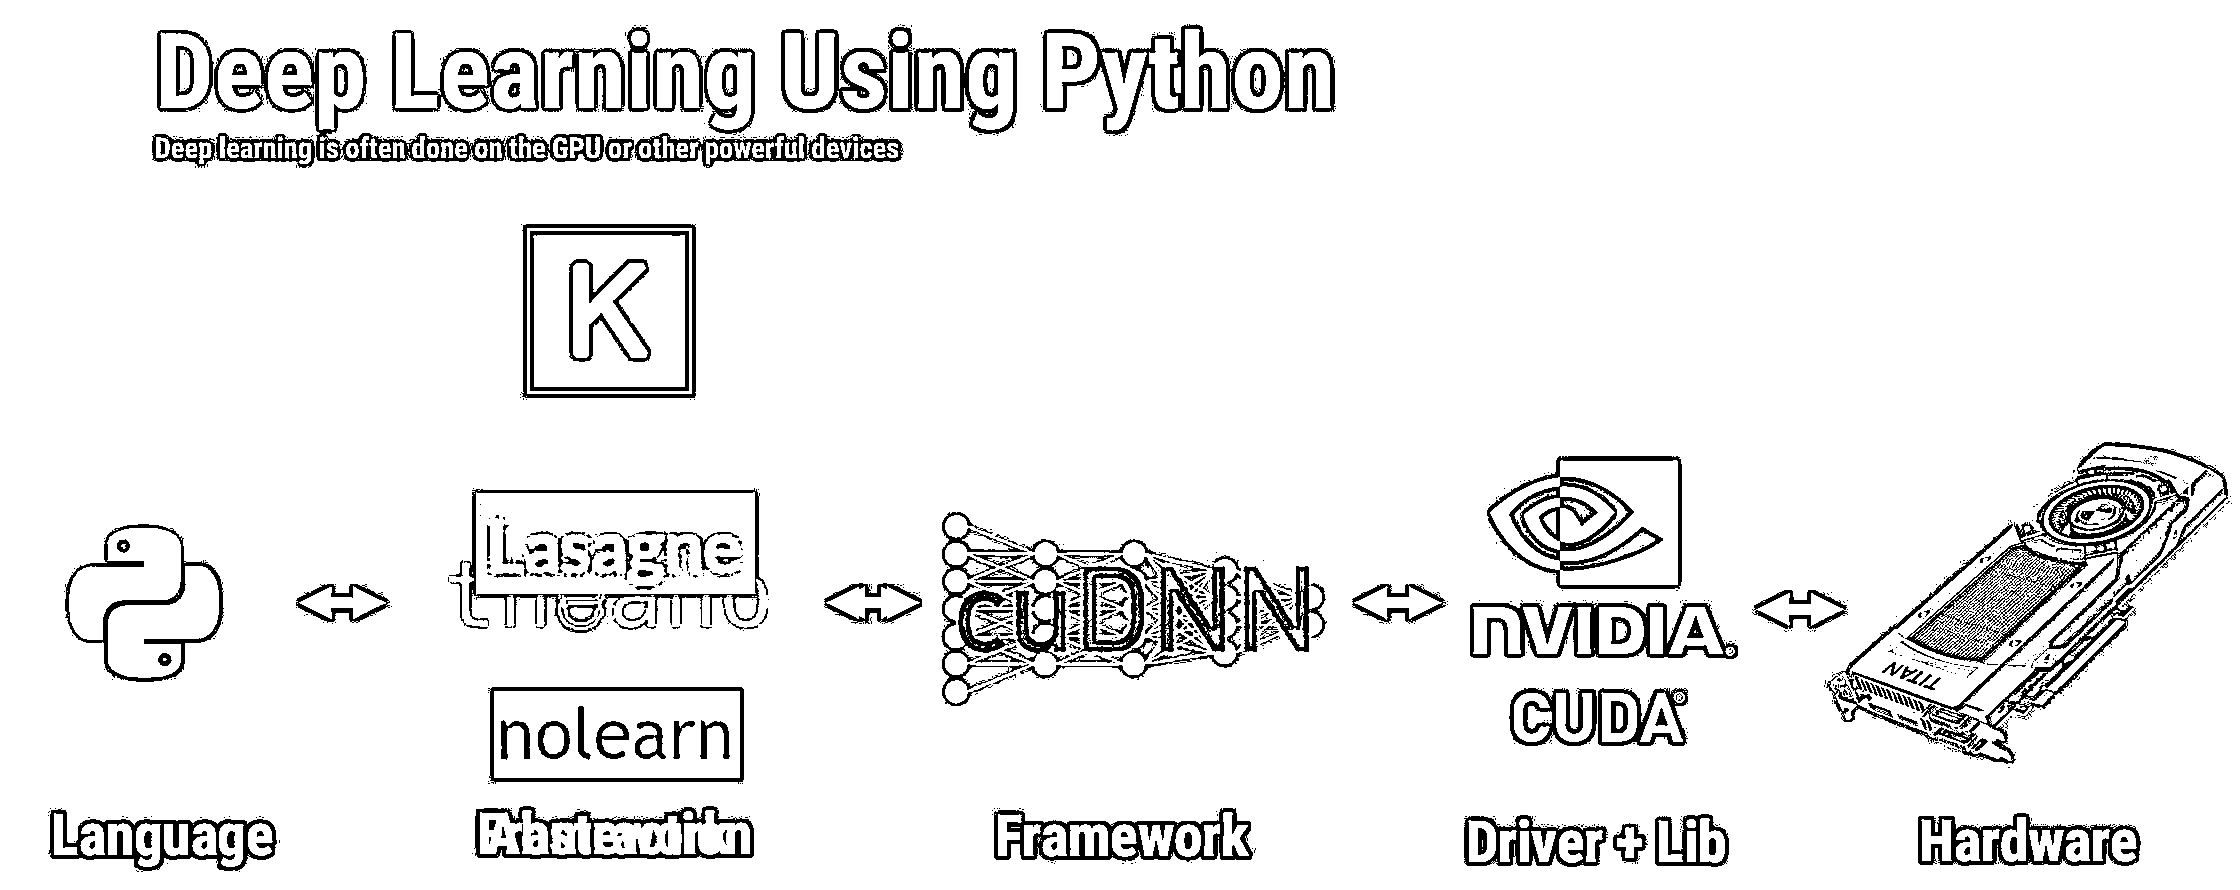 Deep Learning Using Python
Deep learning is often done on the GPU or other powerful devices
K
Lasagne
theano
cuDNN
nVIDIA.
CUDA®
TITAN
nolearn
Language
Framework
Driver + Lib
Hardware